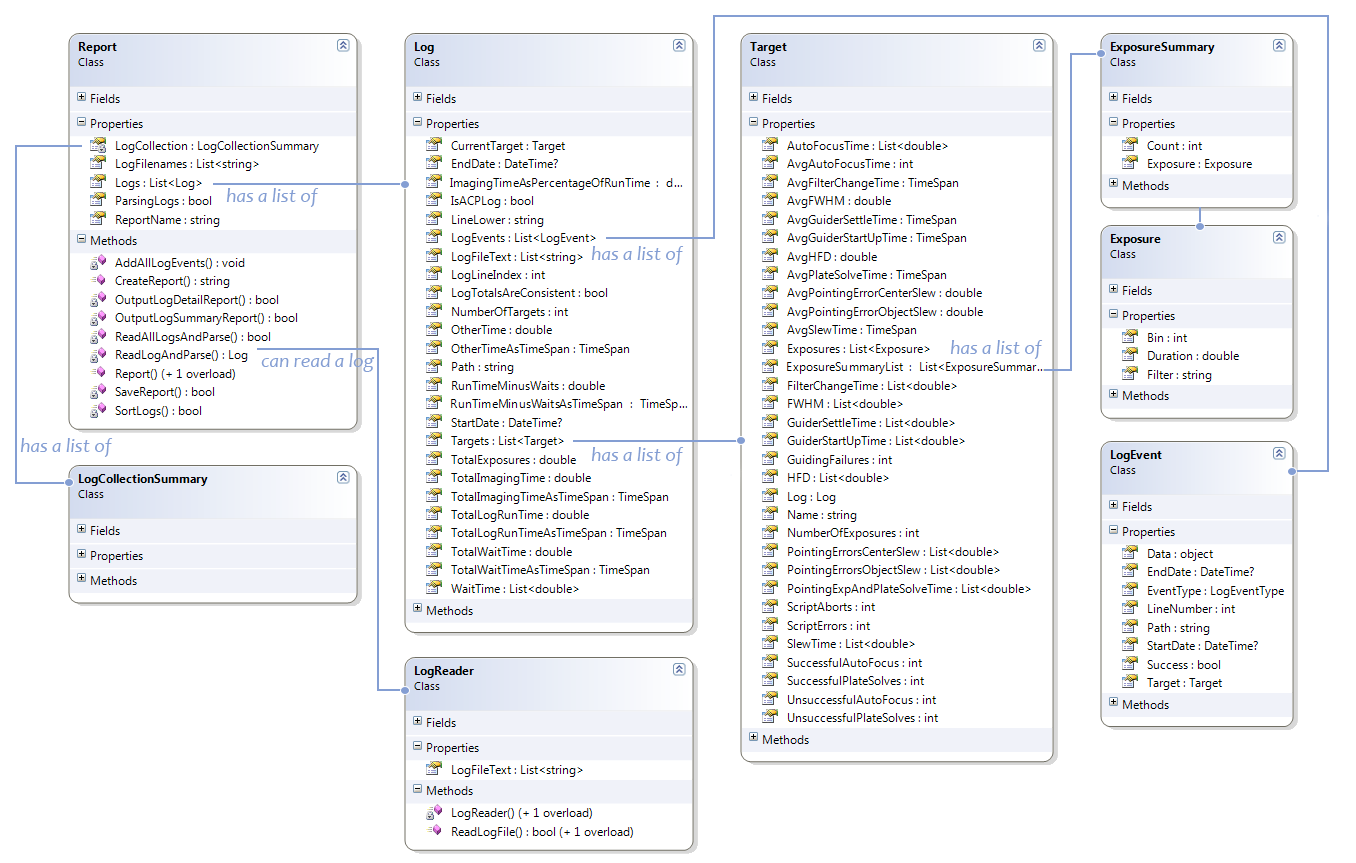 Report
Class
Fields
Properties
LogCollection : LogCollectionSummary
LogFilenames : List<string>
Logs : List<Log>
has a list of
ParsingLogs : bool
ReportName : string
Methods
AddAllLogEvents() : void
CreateReport() : string
OutputLogDetailReport() : bool
OutputLogSummaryReport() : bool
ReadAllLogsAndParse() : bool
ReadLogAndParse() : Log
can read a log
Report() (+ 1 overload)
SaveReport() : bool
SortLogs() : bool
has a list of
LogCollectionSummary
Class
Fields
Properties
Methods
Log
Class
Fields
Properties
CurrentTarget : Target
EndDate : DateTime?
ImagingTimeAsPercentageOfRunTime : d...
IsACPLog : bool
LineLower : string
LogEvents : List<LogEvent>
has a list of
LogFileText : List<string>
LogLineIndex : int
LogTotalsAreConsistent : bool
NumberOfTargets : int
OtherTime : double
OtherTimeAsTimeSpan : TimeSpan
Path : string
RunTimeMinusWaits : double
RunTimeMinusWaitsAsTimeSpan : TimeSp...
StartDate : DateTime?
Targets : List<Target>
has a list of
TotalExposures : double
TotalImagingTime : double
TotalImagingTimeAsTimeSpan : TimeSpan
TotalLogRunTime : double
TotalLogRunTimeAsTimeSpan : TimeSpan
TotalWaitTime : double
TotalWaitTimeAsTimeSpan : TimeSpan
WaitTime : List<double>
Methods
LogReader
Class
Fields
Properties
LogFileText : List<string>
Methods
LogReader() (+ 1 overload)
ReadLogFile() : bool (+ 1 overload)
Target
Class
Fields
Properties
AutoFocusTime : List<double>
AvgAutoFocusTime : int
AvgFilterChangeTime : TimeSpan
AvgFWHM : double
AvgGuiderSettleTime : TimeSpan
AvgGuiderStartUpTime : TimeSpan
AvgHFD : double
AvgPlateSolveTime : TimeSpan
AvgPointingErrorCenterSlew : double
AvgPointingErrorObjectSlew : double
AvgSlewTime : TimeSpan
Exposures : List<Exposure>
has a list of
ExposureSummaryList : List<ExposureSummar...
FilterChangeTime : List<double>
FWHM : List<double>
GuiderSettleTime : List<double>
GuiderStartUpTime : List<double>
GuidingFailures : int
HFD : List<double>
Log : Log
Name : string
NumberOfExposures : int
PointingErrorsCenterSlew : List<double>
PointingErrorsObjectSlew : List<double>
PointingExpAndPlateSolveTime : List<double>
ScriptAborts : int
ScriptErrors : int
SlewTime : List<double>
SuccessfulAutoFocus : int
SuccessfulPlateSolves : int
UnsuccessfulAutoFocus : int
UnsuccessfulPlateSolves : int
Methods
ExposureSummary
Class
Fields
Properties
Count : int
Exposure : Exposure
Methods
Exposure
Class
Fields
Properties
Bin : int
Duration : double
Filter : string
Methods
LogEvent
Class
Fields
Properties
Data : object
EndDate : DateTime?
EventType : LogEventType
LineNumber : int
Path : string
StartDate : DateTime?
Success : bool
Target : Target
Methods